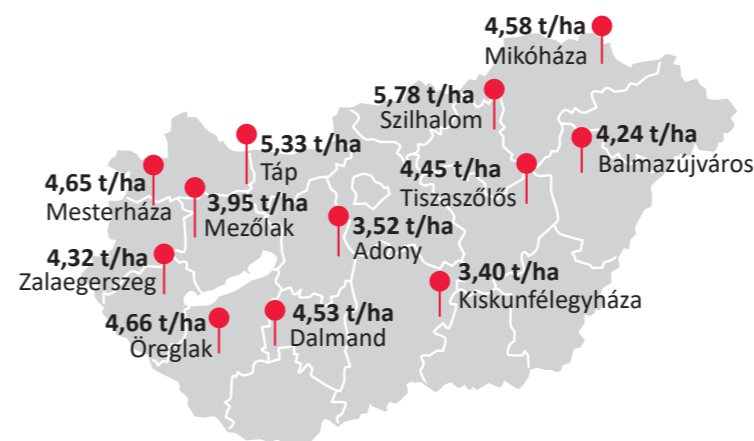 4,58 t/ha
Mikóháza
5,78 t/ha
Szilhalom
5,33 t/ha
Táp
4,24 t/ha
Balmazújváros
4,45 t/ha
Tiszaszőlős
4,65 t/ha
Mesterháza
3,95 t/ha
Mezőlak
3,52 t/ha
Adony
4,32 t/ha
Zalaegerszeg
3,40 t/ha
Kiskunfélegyháza
4,66 t/ha
Öreglak
4,53 t/ha
Dalmand